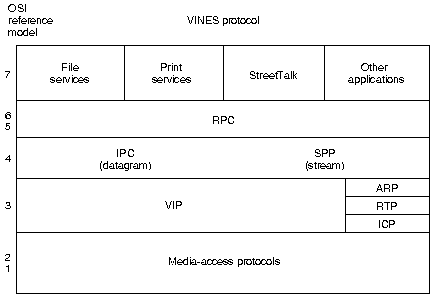 OSI
reference
model
VINES protocol
7
File
services
Print
services
StreetTalk
Other
applications
6
5
RPC
4
IPC
(datagram)
SPP
(stream)
3
VIP
ARP
RTP
ICP
2
1
Media-access protocols